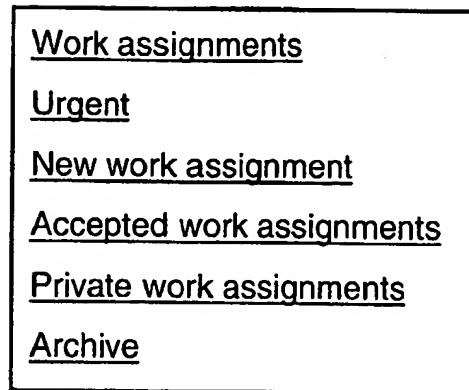 Work assignments
Urgent
New work assignment
Accepted work assignments
Private work assignments
Archive